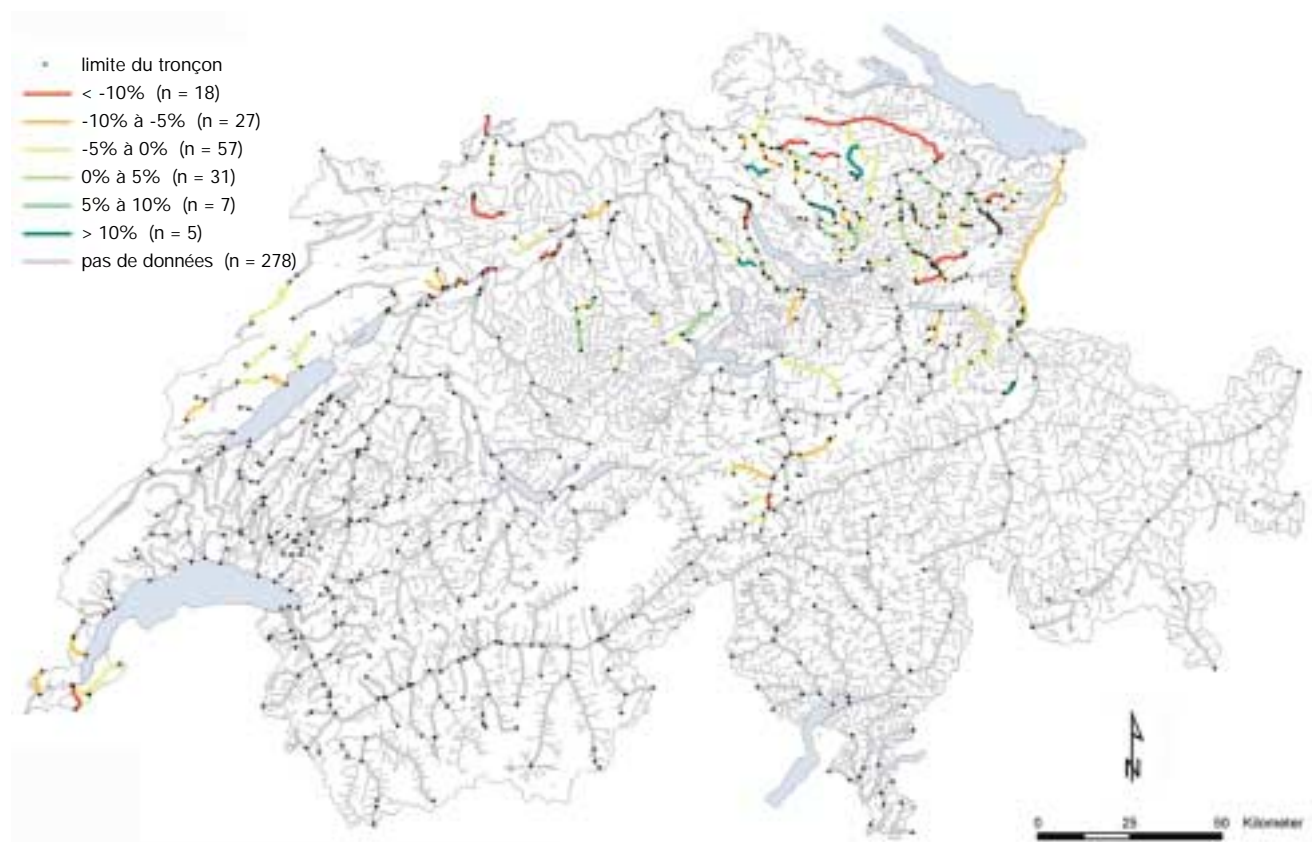 limite du tronçon
< -10% (n = 18)
-10% à -5% (n = 27)
-5% à 0% (n = 57)
0% à 5% (n = 31)
5% à 10% (n = 7)
> 10% (n = 5)
pas de données (n = 278)
N
0 25 50 Kilometer